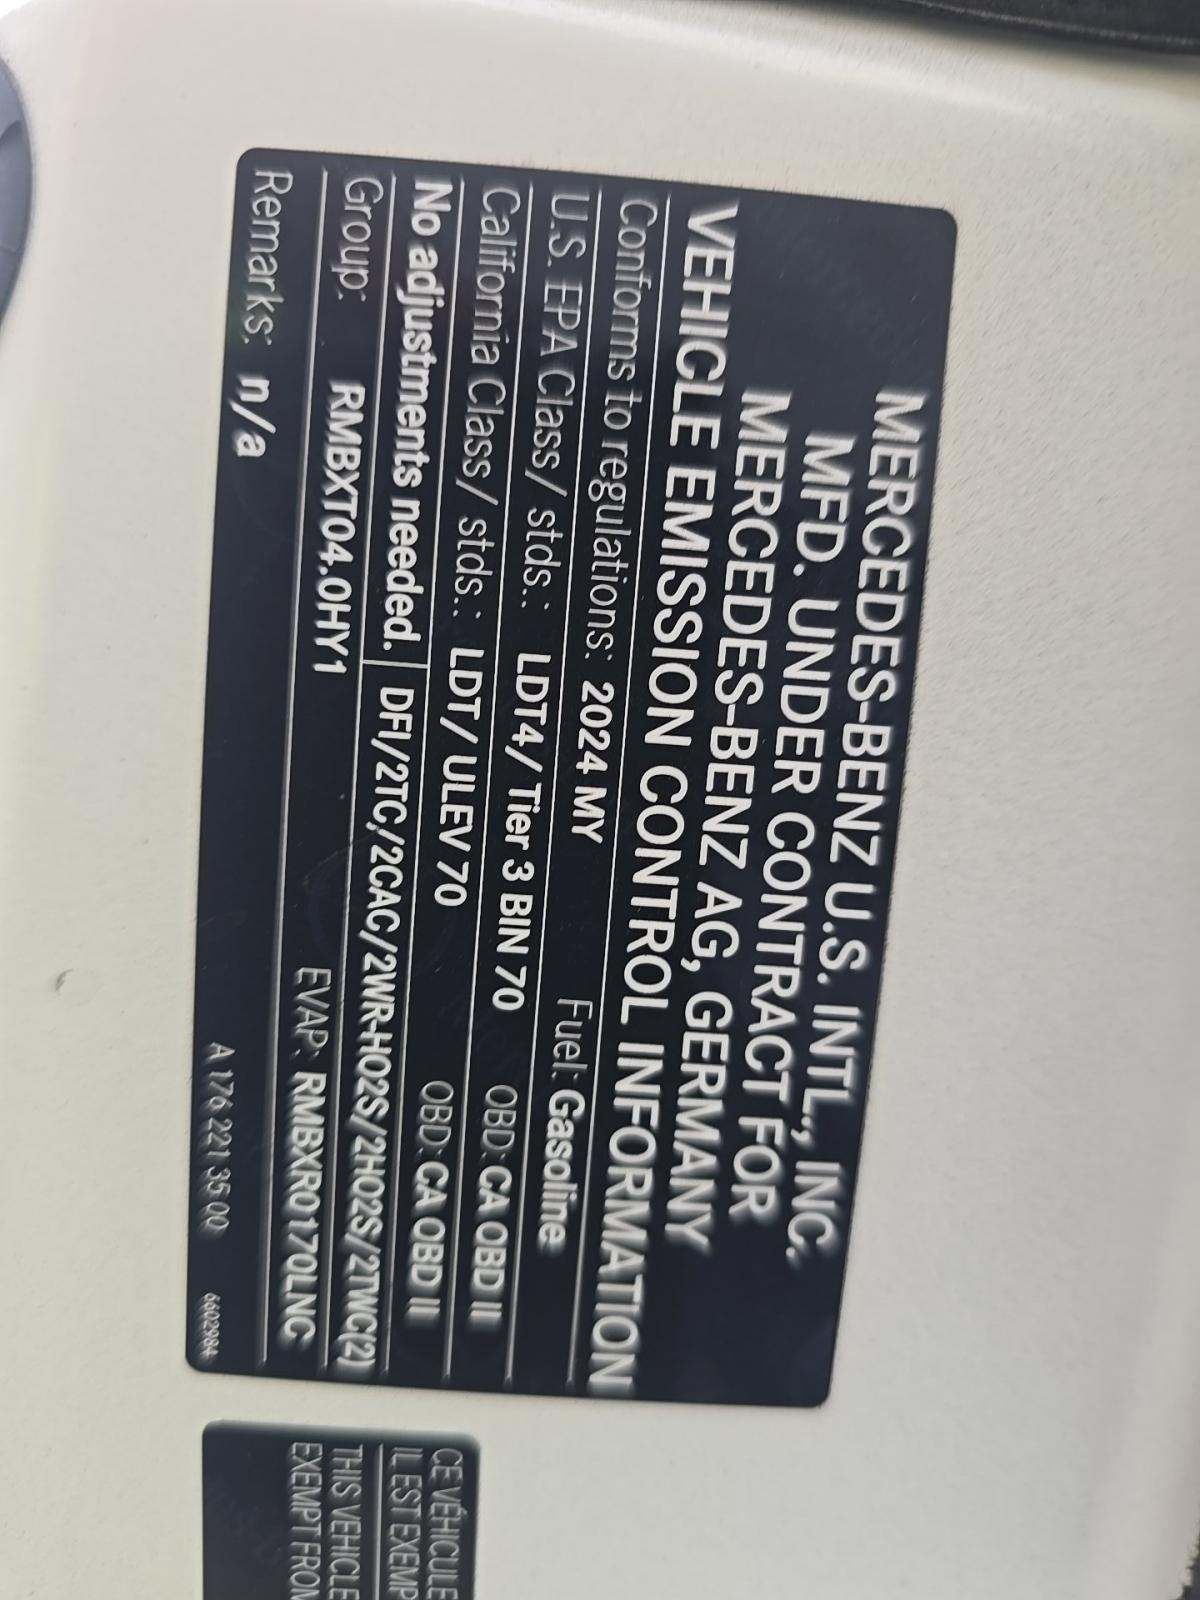 MERCEDES-BENZ U.S. INTL., INC.
MFD. UNDER CONTRACT FOR
MERCEDES-BENZ AG, GERMANY
VEHICLE EMISSION CONTROL INFORMATION
Conforms to regulations: 2024 MY Fuel: Gasoline
U.S. EPA Class/ stds.: LDT4/ Tier 3 BIN 70 OBD: CA OBD II
California Class/ stds.: LDT/ ULEV 70 OBD: CA OBD II
No adjustments needed. DFI/2TC/2CAC/2WR-HO2S/2HO2S/2TWC(2)
Group: RMBXT04.0HY1 EVAP: RMBXR0170LNC
Remarks: n/a
A 176 221 35 00 6602984
CE VÉHICULE
IL EST EXEMP
THIS VEHICLE
EXEMPT FROM